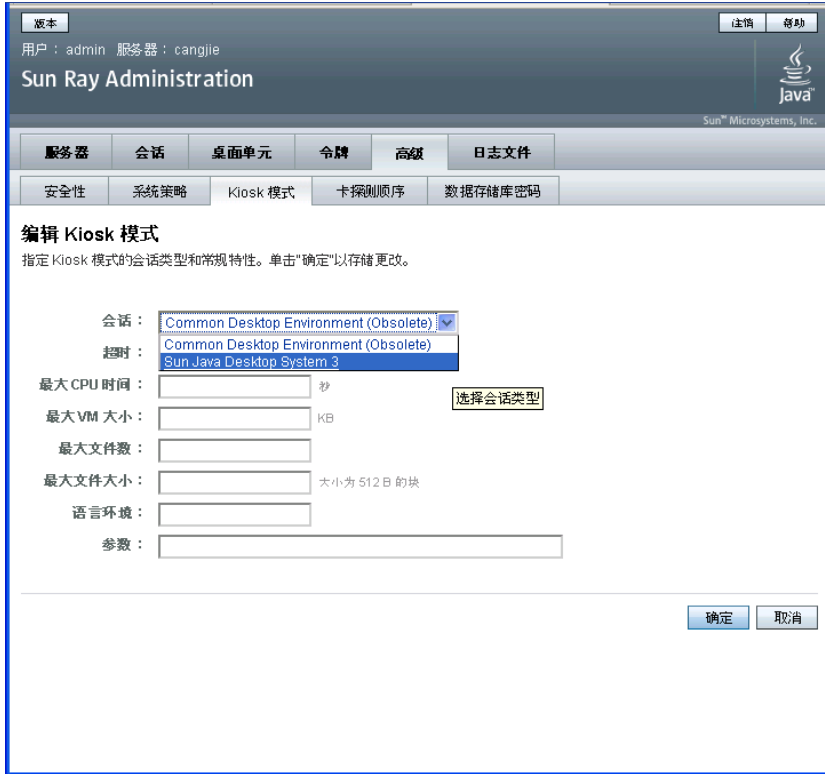 版本
注销 帮助
用户： admin 服务器： cangjie
Sun Ray Administration
Java™
Sun™ Microsystems, Inc.
服务器 会话 桌面单元 令牌 高级 日志文件
安全性 系统策略 Kiosk 模式 卡探测顺序 数据存储库密码
编辑 Kiosk 模式
指定 Kiosk 模式的会话类型和常规特性。单击"确定"以存储更改。
会话： Common Desktop Environment (Obsolete)
Common Desktop Environment (Obsolete)
超时：
Sun Java Desktop System 3
最大 CPU 时间： 秒
选择会话类型
最大 VM 大小： KB
最大文件数：
最大文件大小： 大小为 512 B 的块
语言环境：
参数：
确定 取消